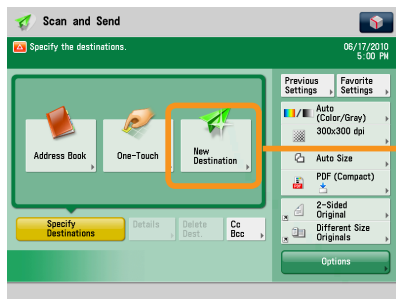 Scan and Send
Specify the destinations.
06/17/2010
5:00 PM
Previous
Settings
Favorite
Settings
Address Book
One-Touch
New
Destination
Auto
(Color/Gray)
300x300 dpi
Auto Size
PDF (Compact)
2-Sided
Original
Different Size
Originals
Specify
Destinations
Details
Delete
Dest.
Cc
Bcc
Options